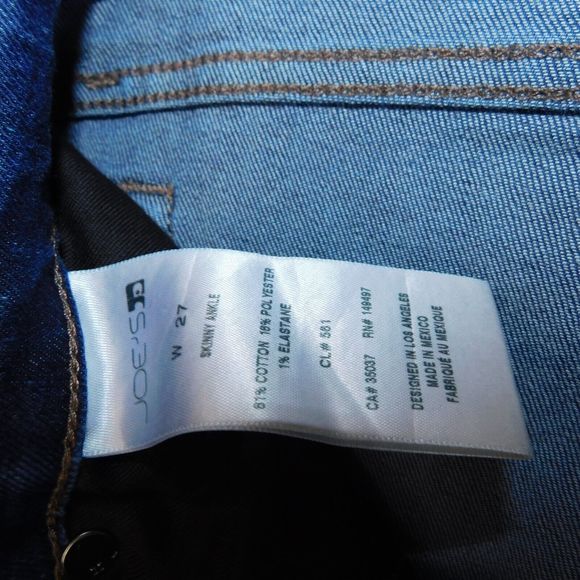 JOE'S
W 27
SKINNY ANKLE
81% COTTON 18% POLYESTER
1% ELASTANE
CL# 561
CA# 35037 RN# 149497
DESIGNED IN LOS ANGELES
MADE IN MEXICO
FABRIQUÉ AU MEXIQUE